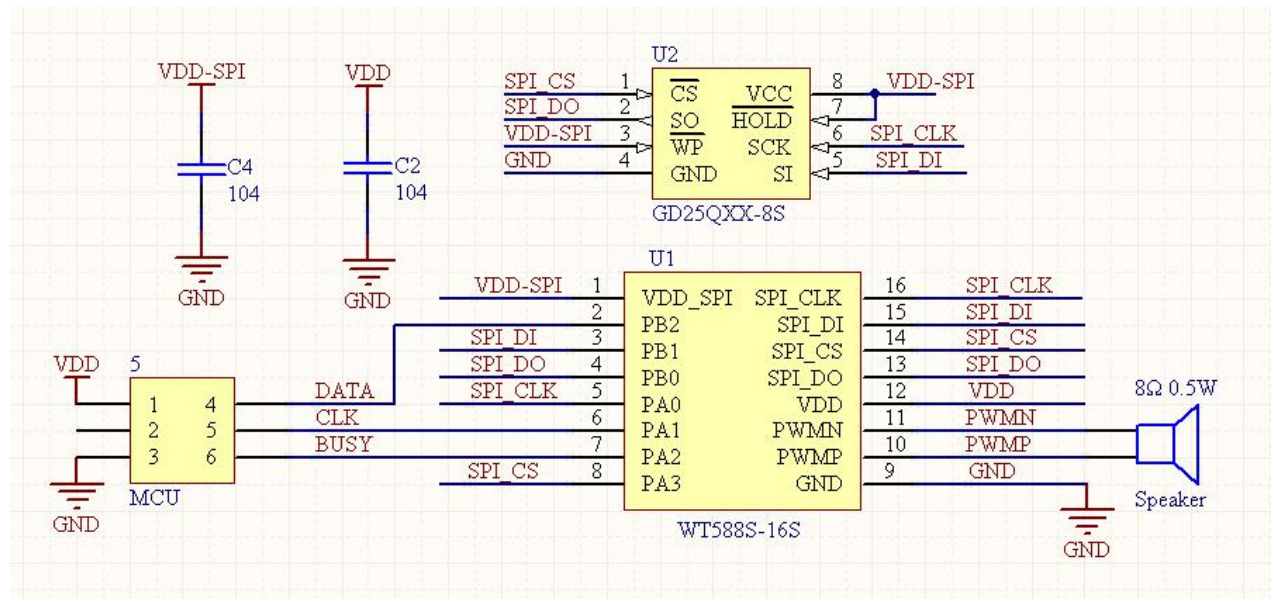 VDD-SPI
C4
104
GND
VDD
C2
104
GND
U2
SPI_CS 1 CS VCC 8 VDD-SPI
SPI_DO 2 SO HOLD 7
VDD-SPI 3 WP SCK 6 SPI_CLK
GND 4 GND SI 5 SPI_DI
GD25QXX-8S
U1
VDD-SPI 1 VDD_SPI SPI_CLK 16 SPI_CLK
2 PB2 SPI_DI 15 SPI_DI
SPI_DI 3 PB1 SPI_CS 14 SPI_CS
SPI_DO 4 PB0 SPI_DO 13 SPI_DO
SPI_CLK 5 PA0 VDD 12 VDD
6 PA1 PWMN 11 PWMN
7 PA2 PWMP 10 PWMP
SPI_CS 8 PA3 GND 9 GND
WT588S-16S
GND
VDD
5
1 4 DATA
2 5 CLK
3 6 BUSY
MCU
GND
8Ω 0.5W
Speaker